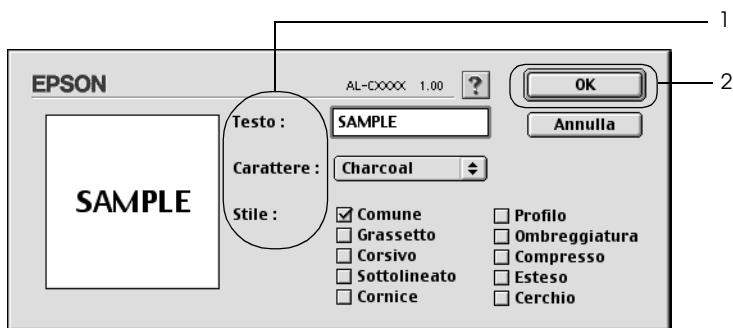 1
EPSON
AL-CXXXX 1.00
?
OK
2
Testo :
SAMPLE
Annulla
Carattere :
Charcoal
SAMPLE
Stile :
Comune
Profilo
Grassetto
Ombreggiatura
Corsivo
Compresso
Sottolineato
Esteso
Cornice
Cerchio